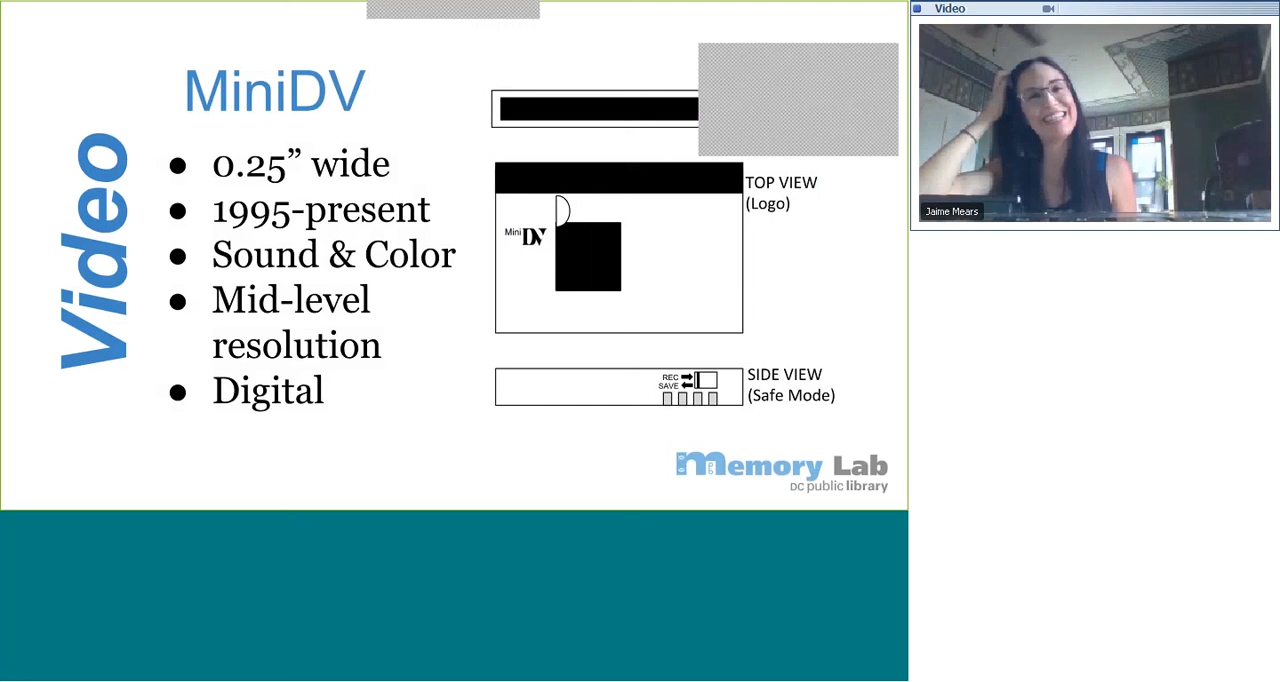 Video
MiniDV
Video
● 0.25” wide
● 1995-present
● Sound & Color
● Mid-level
resolution
● Digital
TOP VIEW
(Logo)
Mini DV
REC
SAVE
SIDE VIEW
(Safe Mode)
Memory Lab
DC public library
Jaime Mears